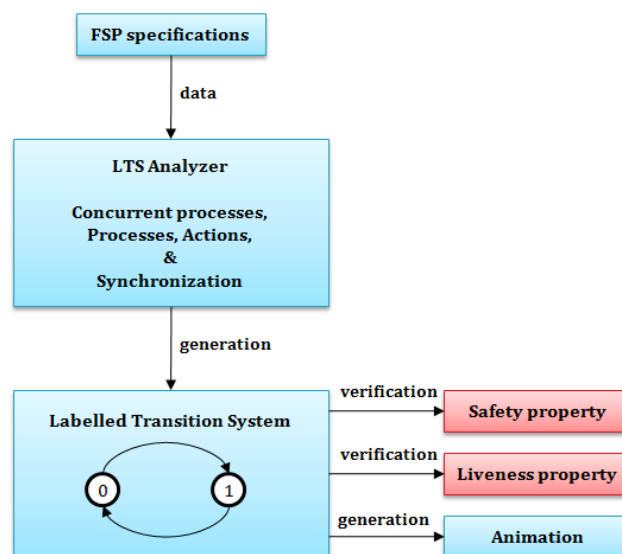 FSP specifications
data
LTS Analyzer
Concurrent processes,
Processes, Actions,
&
Synchronization
generation
Labelled Transition System
0
1
verification
Safety property
verification
Liveness property
generation
Animation